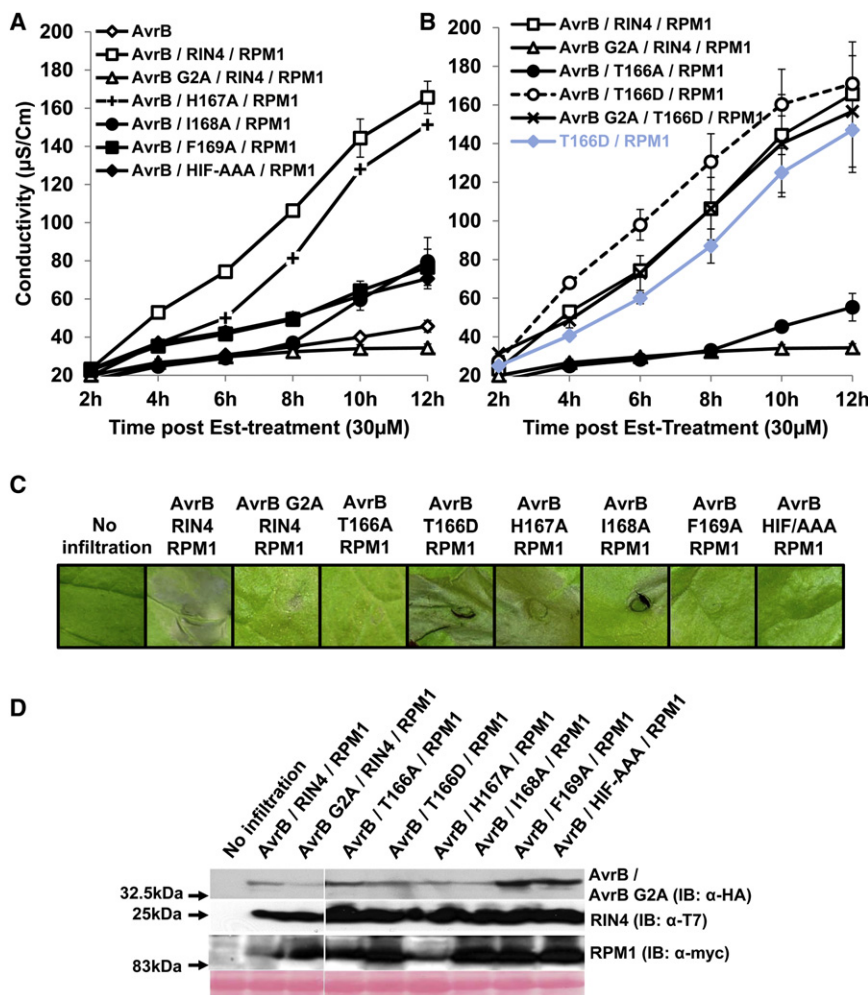 A
Conductivity (µS/Cm)
200
180
160
140
120
100
80
60
40
20
AvrB
AvrB / RIN4 / RPM1
AvrB G2A / RIN4 / RPM1
AvrB / H167A / RPM1
AvrB / I168A / RPM1
AvrB / F169A / RPM1
AvrB / HIF-AAA / RPM1
2h 4h 6h 8h 10h 12h
Time post Est-treatment (30µM)
B
200
180
160
140
120
100
80
60
40
20
AvrB / RIN4 / RPM1
AvrB G2A / RIN4 / RPM1
AvrB / T166A / RPM1
AvrB / T166D / RPM1
AvrB G2A / T166D / RPM1
T166D / RPM1
2h 4h 6h 8h 10h 12h
Time post Est-Treatment (30µM)
C
No
infiltration
AvrB
RIN4
RPM1
AvrB G2A
RIN4
RPM1
AvrB
T166A
RPM1
AvrB
T166D
RPM1
AvrB
H167A
RPM1
AvrB
I168A
RPM1
AvrB
F169A
RPM1
AvrB
HIF/AAA
RPM1
D
No infiltration
AvrB / RIN4 / RPM1
AvrB G2A / RIN4 / RPM1
AvrB / T166A / RPM1
AvrB / T166D / RPM1
AvrB / H167A / RPM1
AvrB / I168A / RPM1
AvrB / F169A / RPM1
AvrB / HIF-AAA / RPM1
32.5kDa
AvrB /
AvrB G2A (IB: α-HA)
25kDa
RIN4 (IB: α-T7)
83kDa
RPM1 (IB: α-myc)